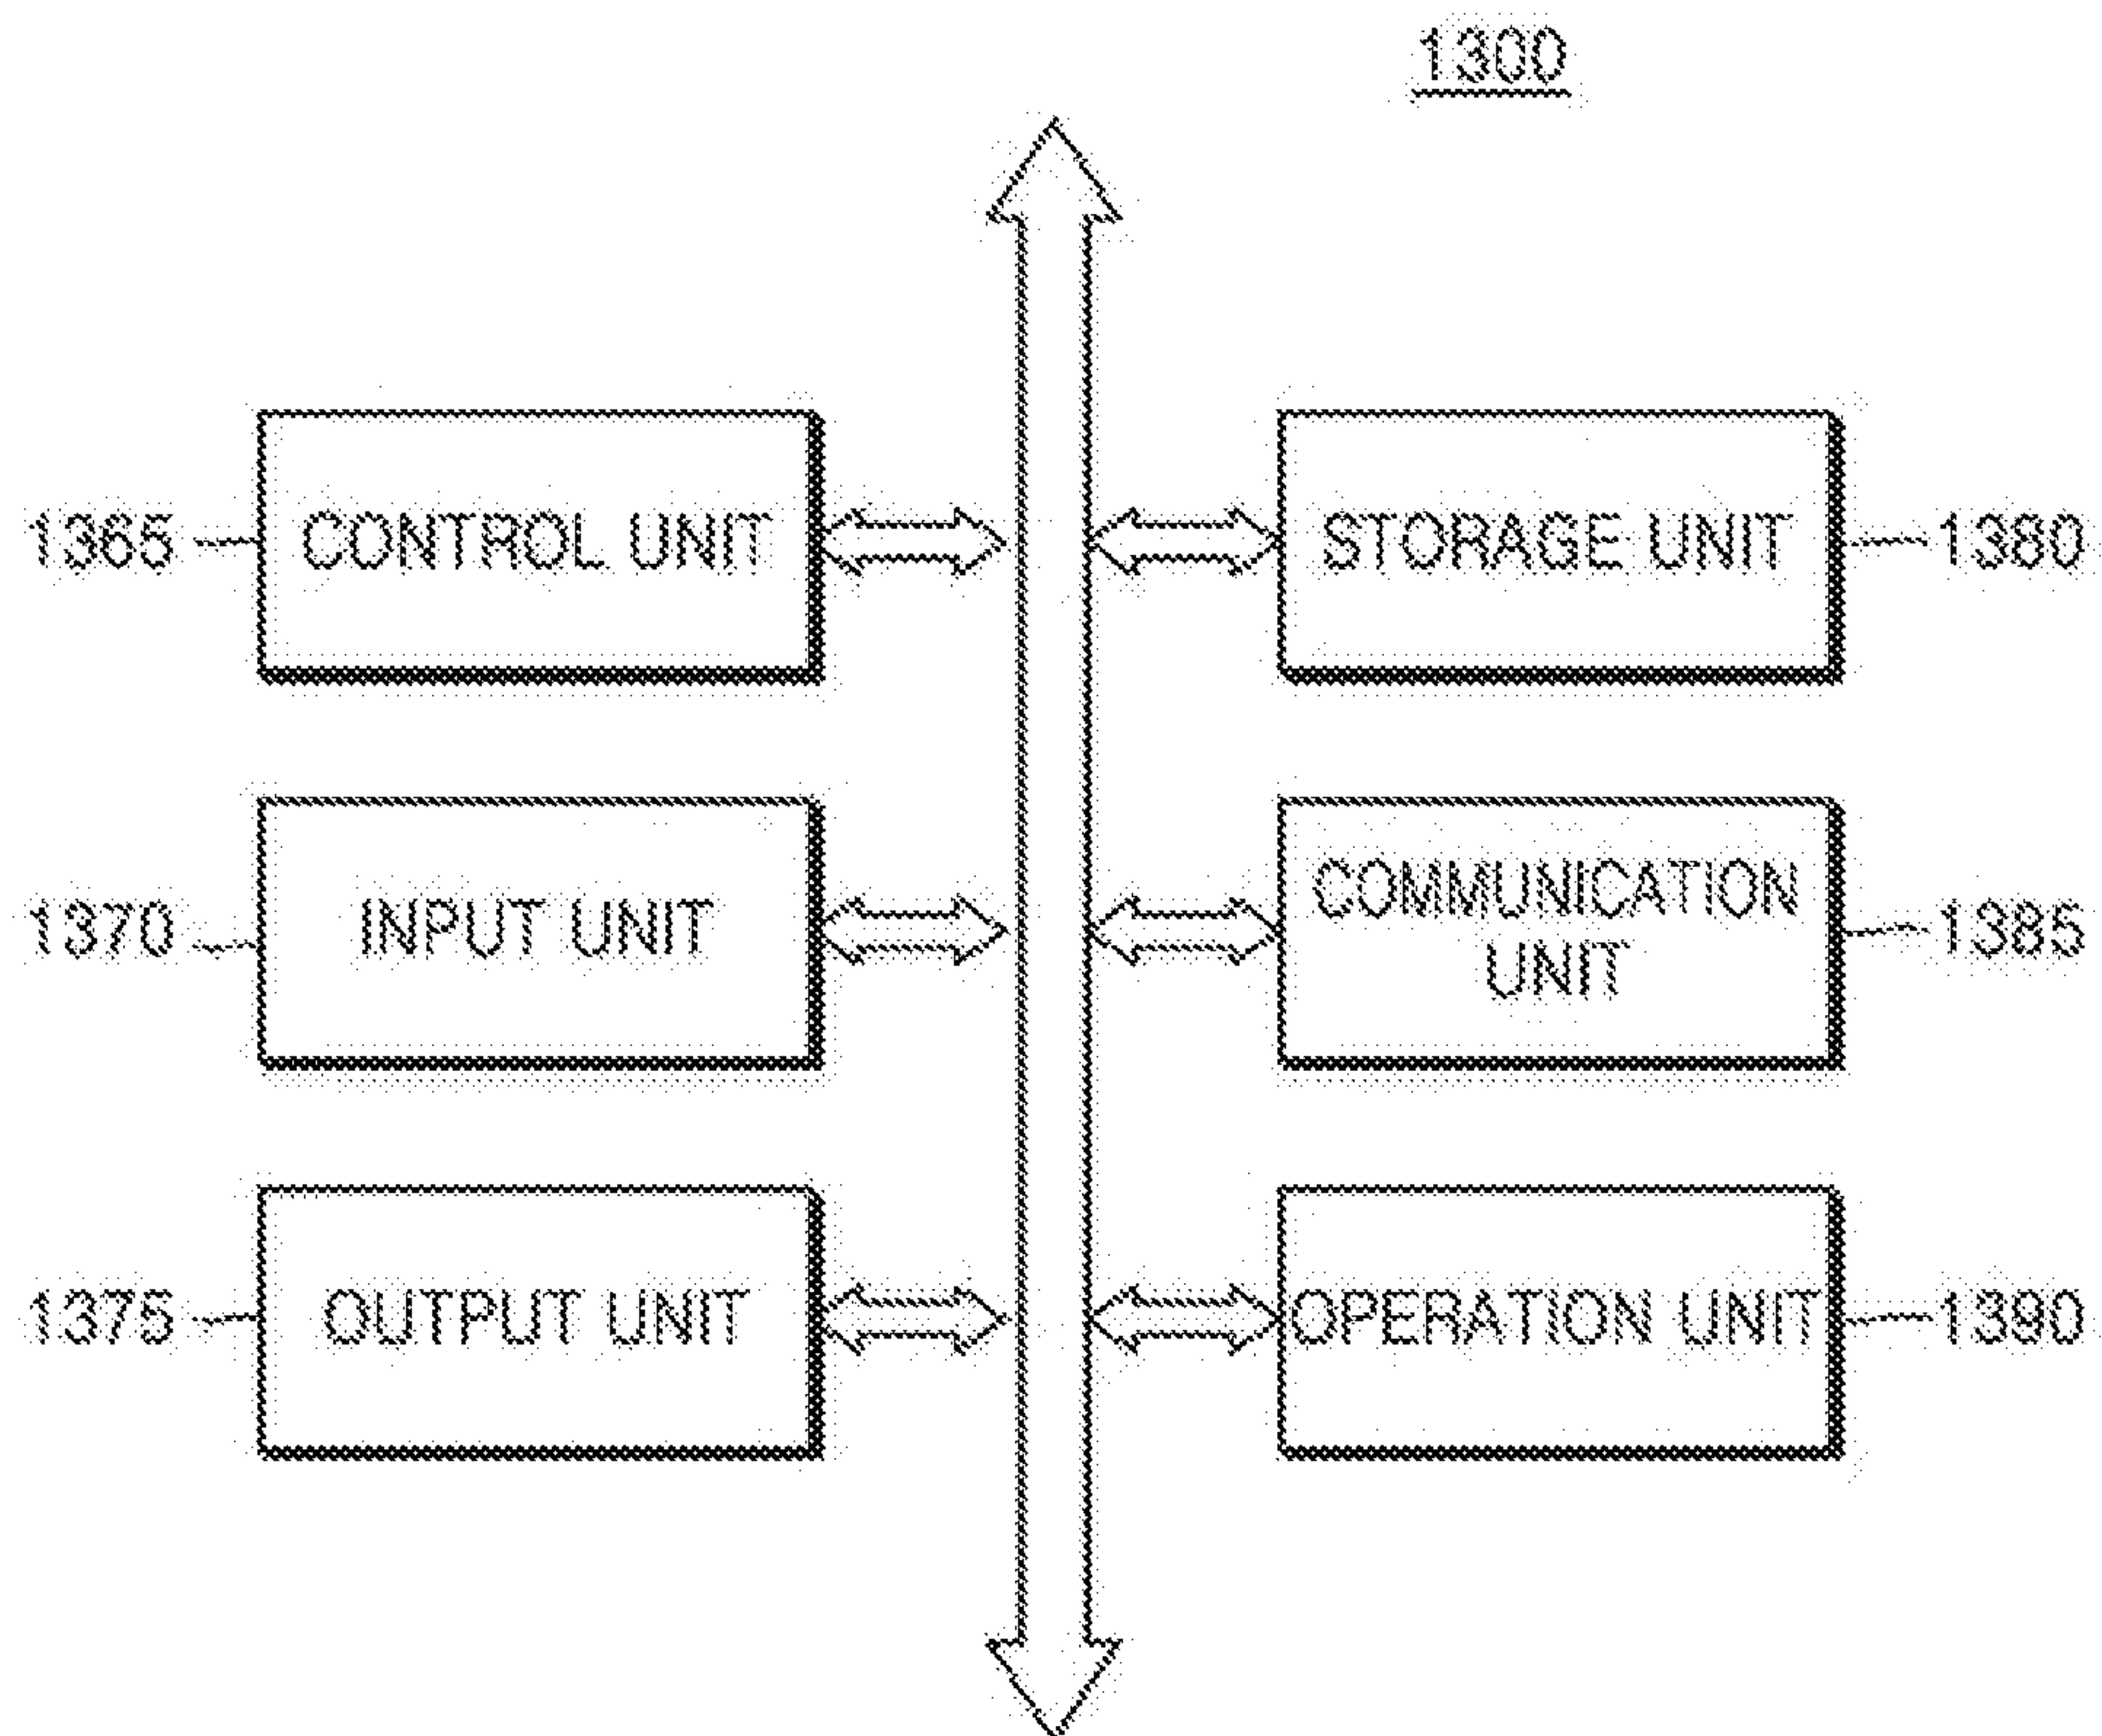 1300
1365
CONTROL UNIT
STORAGE UNIT
1380
1370
INPUT UNIT
COMMUNICATION
UNIT
1385
1375
OUTPUT UNIT
OPERATION UNIT
1390